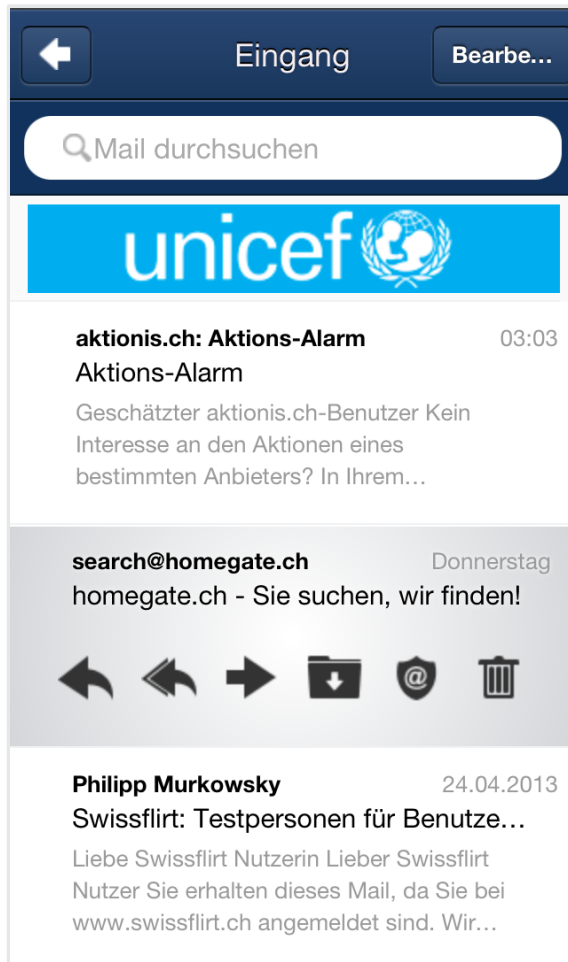 Eingang
Bearbe...
Mail durchsuchen
unicef
aktionis.ch: Aktions-Alarm
03:03
Aktions-Alarm
Geschätzter aktionis.ch-Benutzer Kein
Interesse an den Aktionen eines
bestimmten Anbieters? In Ihrem...
search@homegate.ch
Donnerstag
homegate.ch - Sie suchen, wir finden!
@
Philipp Murkowsky
24.04.2013
Swissflirt: Testpersonen für Benutze...
Liebe Swissflirt Nutzerin Lieber Swissflirt
Nutzer Sie erhalten dieses Mail, da Sie bei
www.swissflirt.ch angemeldet sind. Wir...